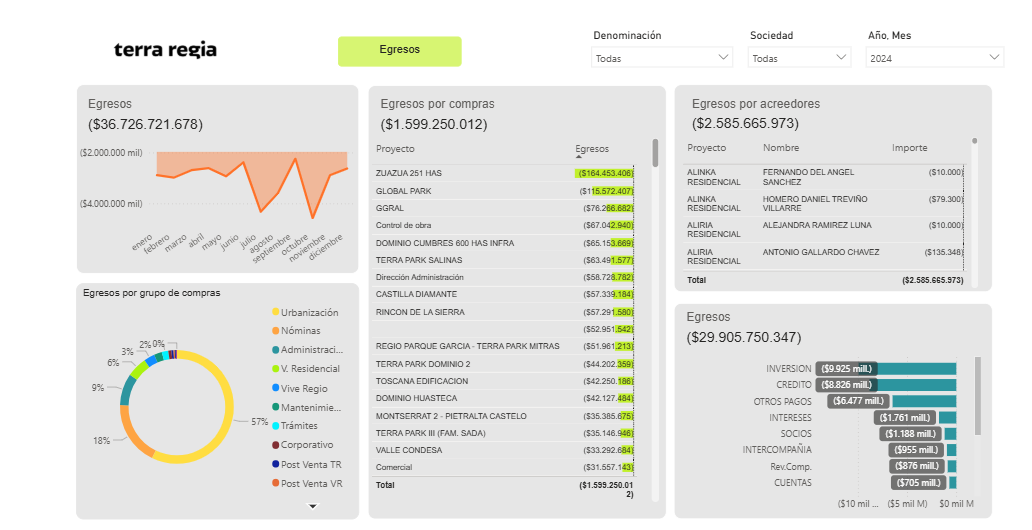 terra regia
Egresos
Denominación
Todas
Sociedad
Todas
Año, Mes
2024
Egresos
($36.726.721.678)
($2.000.000 mil)
($4.000.000 mil)
enero
febrero
marzo
abril
mayo
junio
julio
agosto
septiembre
octubre
noviembre
diciembre
Egresos por grupo de compras
2%
0%
3%
6%
9%
18%
57%
Urbanización
Nóminas
Administraci...
V. Residencial
Vive Regio
Mantenimie...
Trámites
Corporativo
Post Venta TR
Post Venta VR
Egresos por compras
($1.599.250.012)
Proyecto Egresos
ZUAZUA 251 HAS ($164.453.406)
GLOBAL PARK ($115.572.407)
GGRAL ($76.266.662)
Control de obra ($67.042.940)
DOMINIO CUMBRES 600 HAS INFRA ($65.153.669)
TERRA PARK SALINAS ($63.491.577)
Dirección Administración ($58.728.782)
CASTILLA DIAMANTE ($57.339.184)
RINCON DE LA SIERRA ($57.291.580)
($52.951.542)
REGIO PARQUE GARCIA - TERRA PARK MITRAS ($51.961.213)
TERRA PARK DOMINIO 2 ($44.202.359)
TOSCANA EDIFICACION ($42.250.186)
DOMINIO HUASTECA ($42.127.484)
MONTSERRAT 2 - PIETRALTA CASTELO ($35.385.675)
TERRA PARK III (FAM. SADA) ($35.146.946)
VALLE CONDESA ($33.292.684)
Comercial ($31.557.143)
Total ($1.599.250.01
2)
Egresos por acreedores
($2.585.665.973)
Proyecto Nombre Importe
ALINKA FERNANDO DEL ANGEL ($10.000)
RESIDENCIAL SANCHEZ
ALINKA HOMERO DANIEL TREVIÑO ($79.300)
RESIDENCIAL VILLARRE
ALIRIA ALEJANDRA RAMIREZ LUNA ($10.000)
RESIDENCIAL
ALIRIA ANTONIO GALLARDO CHAVEZ ($135.348)
RESIDENCIAL
Total ($2.585.665.973)
Egresos
($29.905.750.347)
INVERSION ($9.925 mill.)
CREDITO ($8.826 mill.)
OTROS PAGOS ($6.477 mill.)
INTERESES ($1.761 mill.)
SOCIOS ($1.188 mill.)
INTERCOMPAÑIA ($955 mill.)
Rev.Comp. ($876 mill.)
CUENTAS ($705 mill.)
($10 mil ... ($5 mil M) $0 mil M